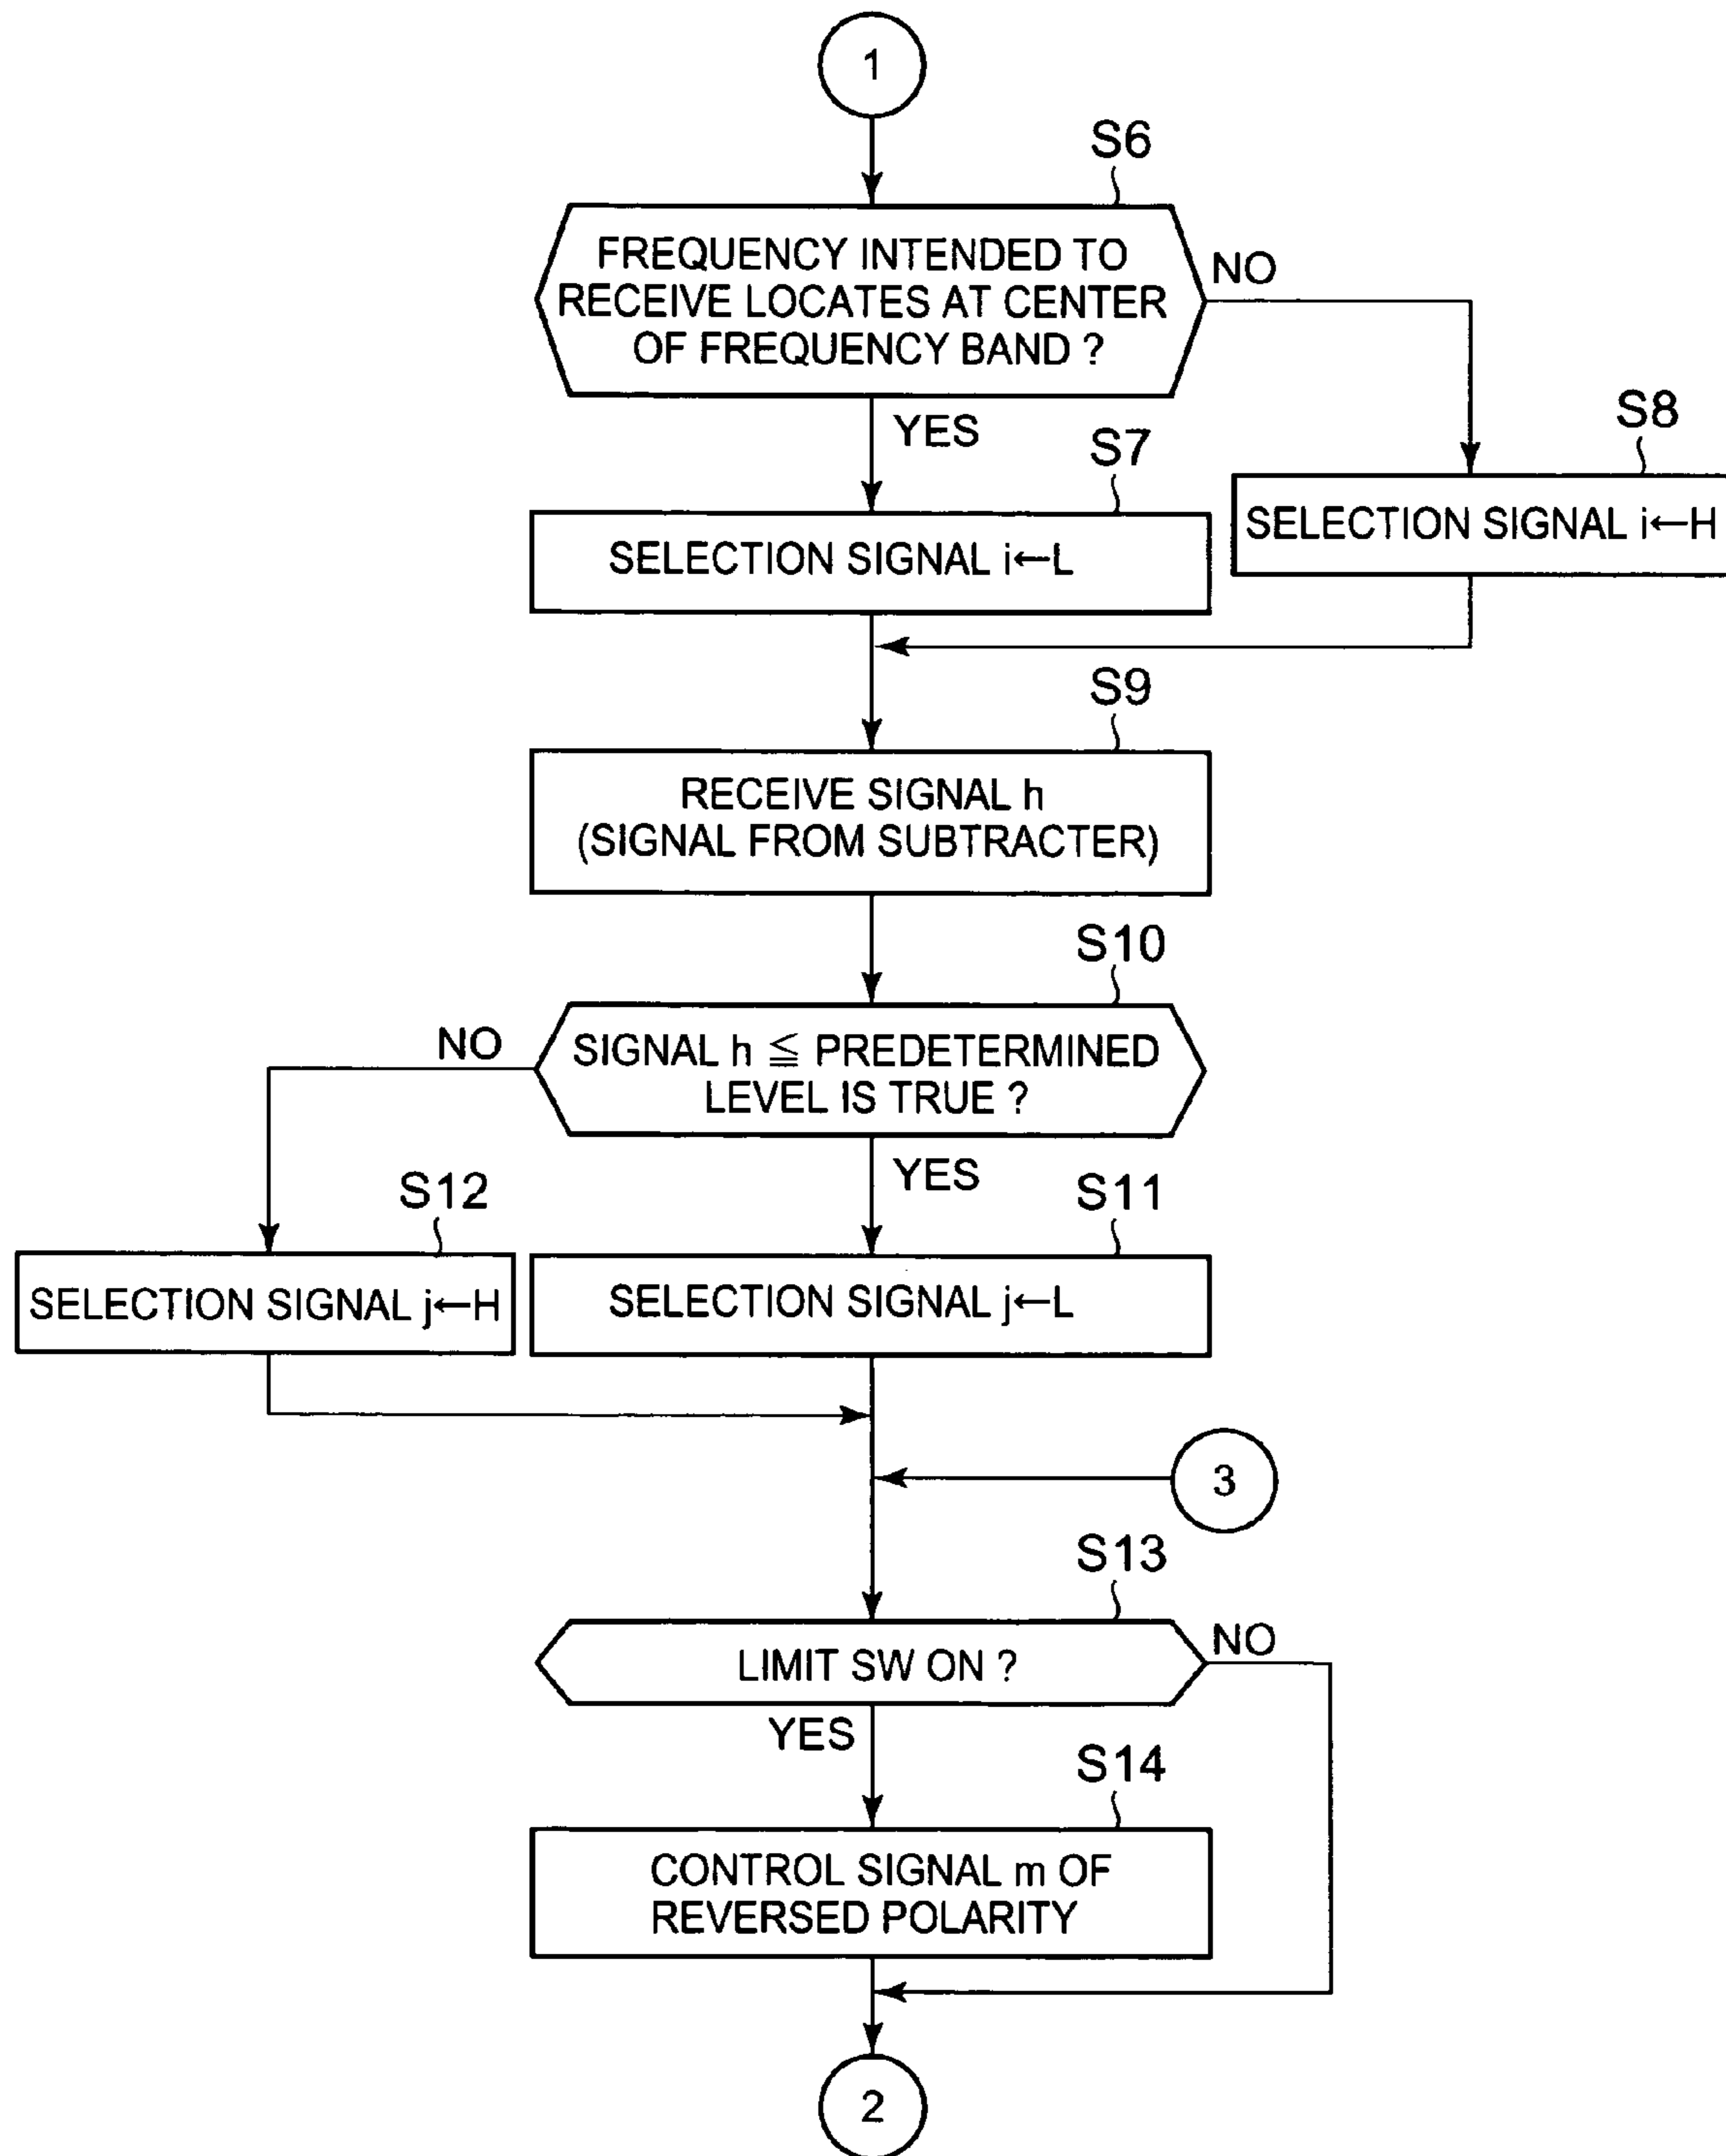 1
S6
FREQUENCY INTENDED TO
RECEIVE LOCATES AT CENTER
OF FREQUENCY BAND ?
NO
YES
S7
S8
SELECTION SIGNAL i←L
SELECTION SIGNAL i←H
S9
RECEIVE SIGNAL h
(SIGNAL FROM SUBTRACTER)
S10
NO
SIGNAL h ≦ PREDETERMINED
LEVEL IS TRUE ?
YES
S12
S11
SELECTION SIGNAL j←H
SELECTION SIGNAL j←L
3
S13
LIMIT SW ON ?
NO
YES
S14
CONTROL SIGNAL m OF
REVERSED POLARITY
2